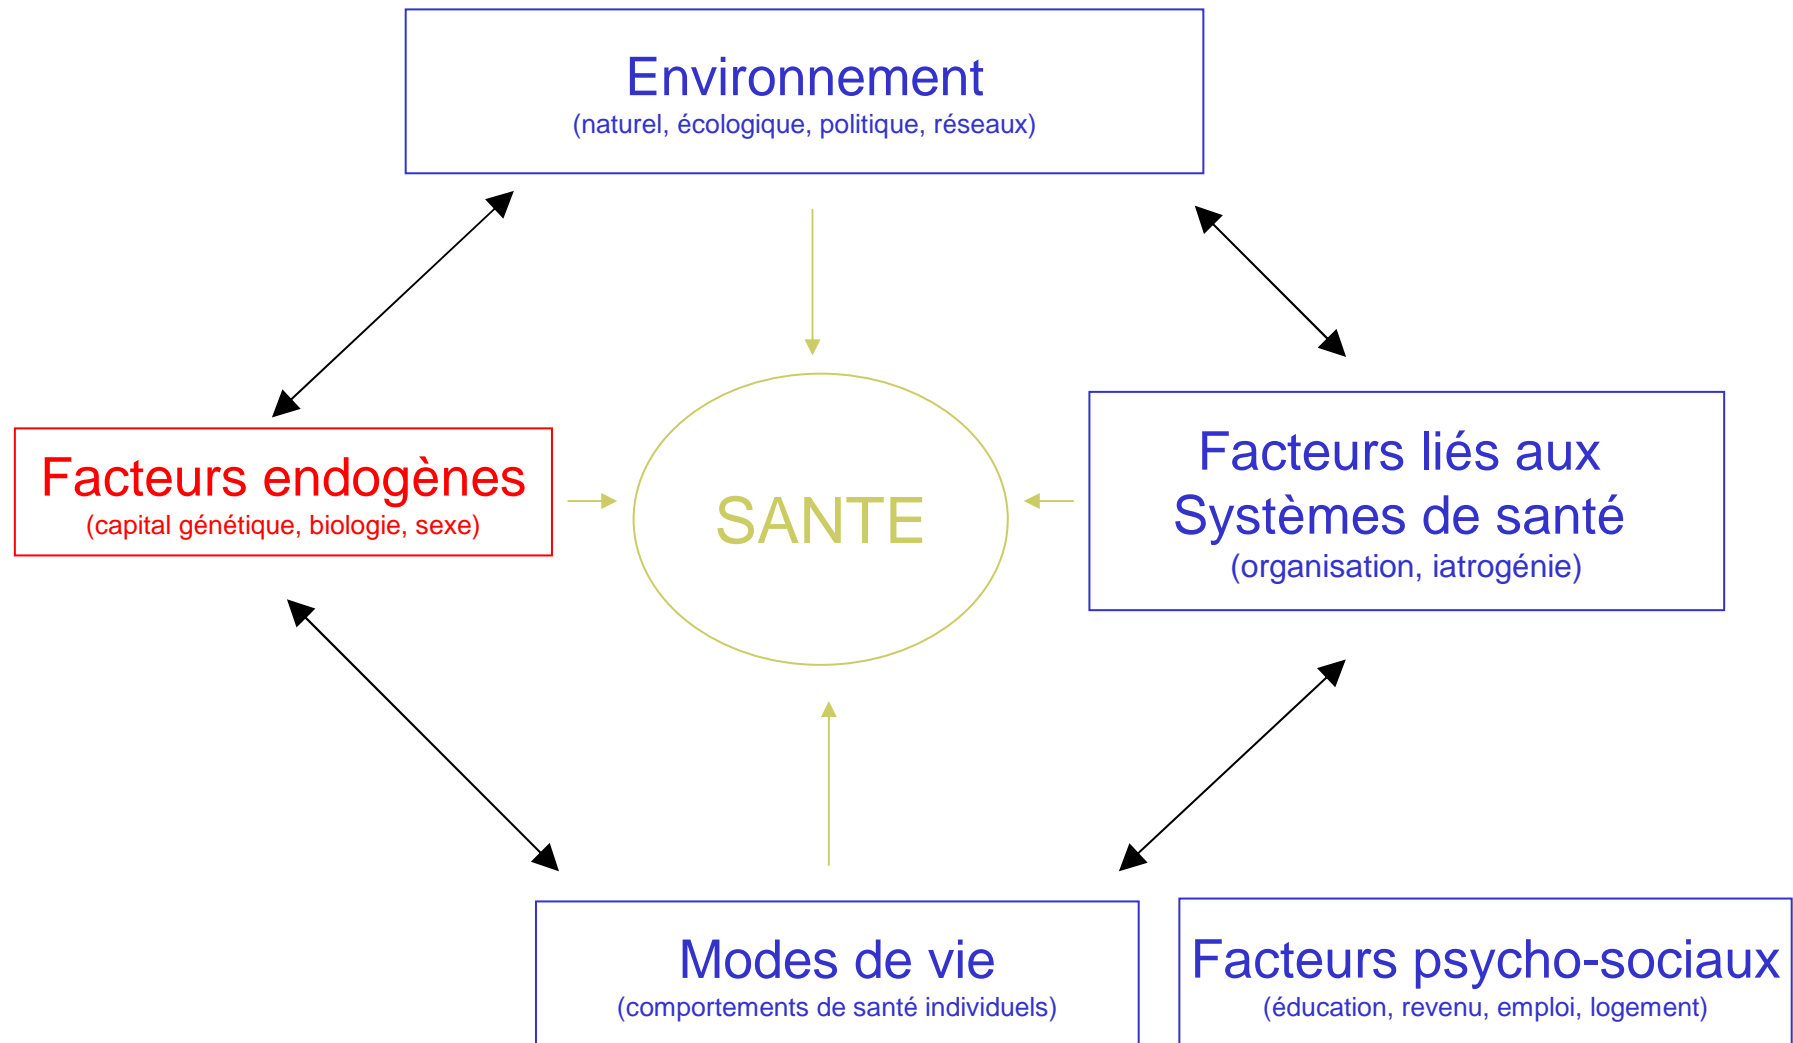 Environnement
(naturel, écologique, politique, réseaux)
Facteurs endogènes
(capital génétique, biologie, sexe)
SANTE
Facteurs liés aux
Systèmes de santé
(organisation, iatrogénie)
Modes de vie
(comportements de santé individuels)
Facteurs psycho-sociaux
(éducation, revenu, emploi, logement)